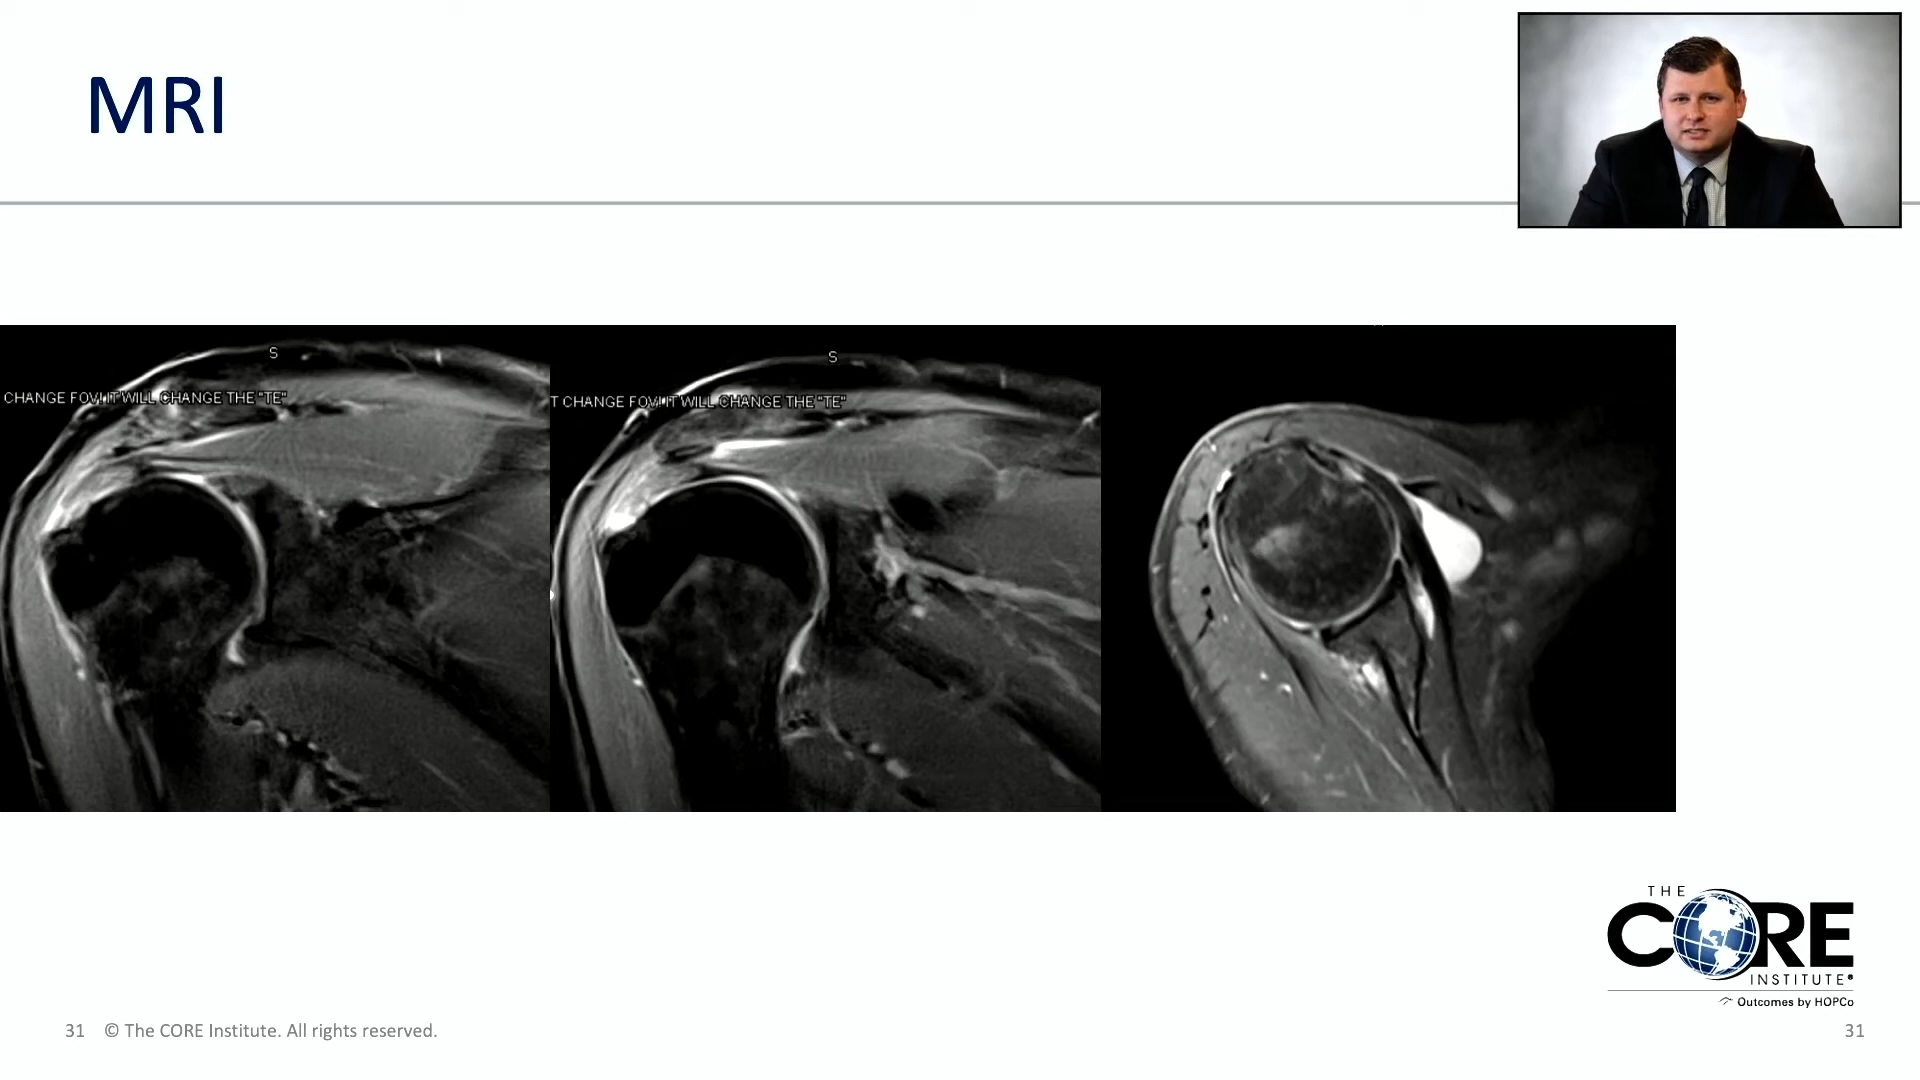 MRI
S
CHANGE FOV! IT WILL CHANGE THE "TE"
S
T CHANGE FOV! IT WILL CHANGE THE "TE"
THE
CORE
INSTITUTE®
Outcomes by HOPCo
31 © The CORE Institute. All rights reserved.
31